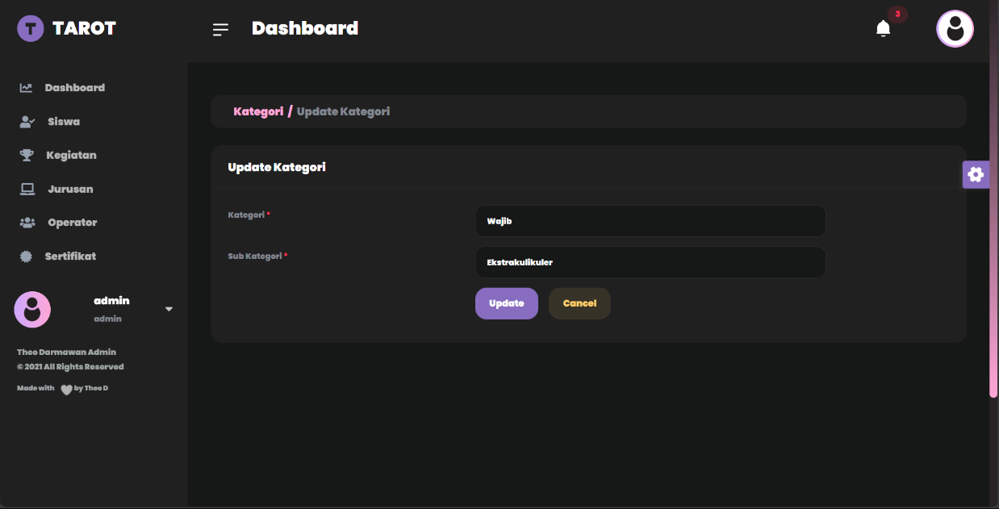 T TAROT
Dashboard
3
Dashboard
Siswa
Kegiatan
Jurusan
Operator
Sertifikat
admin
admin
Theo Darmawan Admin
© 2021 All Rights Reserved
Made with by Theo D
Kategori / Update Kategori
Update Kategori
Kategori *
Wajib
Sub Kategori *
Ekstrakulikuler
Update
Cancel